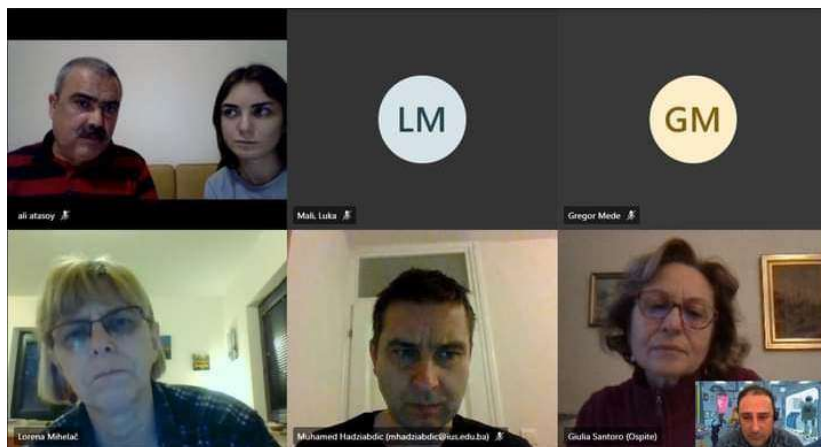 LM
GM
ali atasoy
Mali, Luka
Gregor Mede
Lorena Mihelač
Muhamed Hadziabdic (mhadziabdic@ius.edu.ba)
Giulia Santoro (Ospite)